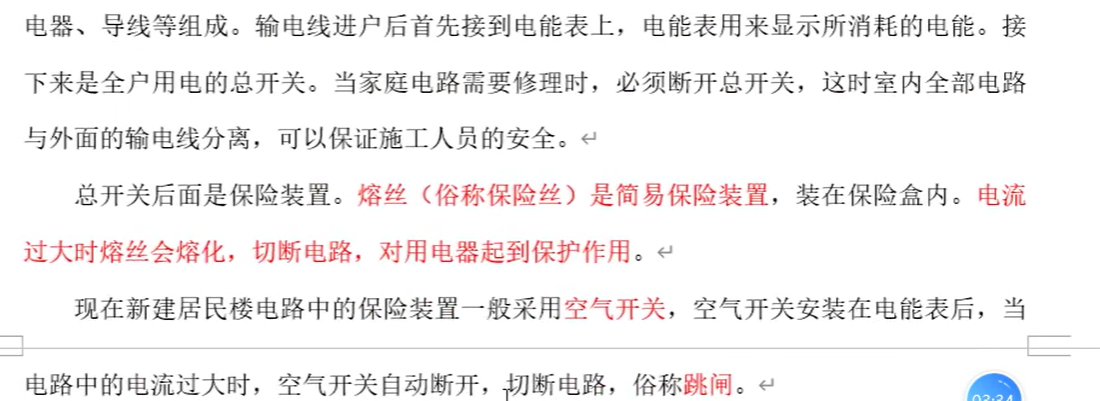 电器、导线等组成。输电线进户后首先接到电能表上，电能表用来显示所消耗的电能。接
下来是全户用电的总开关。当家庭电路需要修理时，必须断开总开关，这时室内全部电路
与外面的输电线分离，可以保证施工人员的安全。↵
总开关后面是保险装置。熔丝（俗称保险丝）是简易保险装置，装在保险盒内。电流
过大时熔丝会熔化，切断电路，对用电器起到保护作用。↵
现在新建居民楼电路中的保险装置一般采用空气开关，空气开关安装在电能表后，当
电路中的电流过大时，空气开关自动断开，切断电路，俗称跳闸。↵
03:34